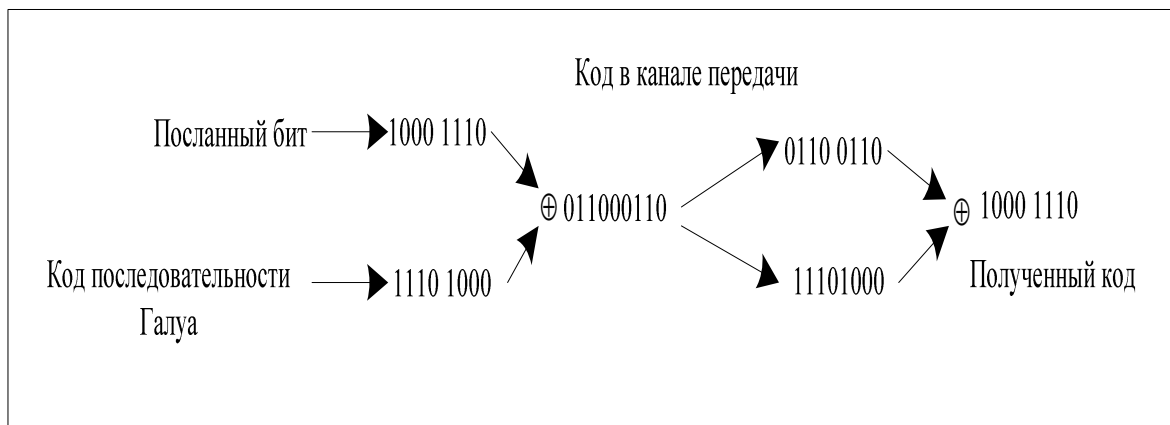 Код в канале передачи
Посланный бит
1000 1110
0110 0110
⊕ 011000110
⊕ 1000 1110
Код последовательности
Галуа
1110 1000
11101000
Полученный код